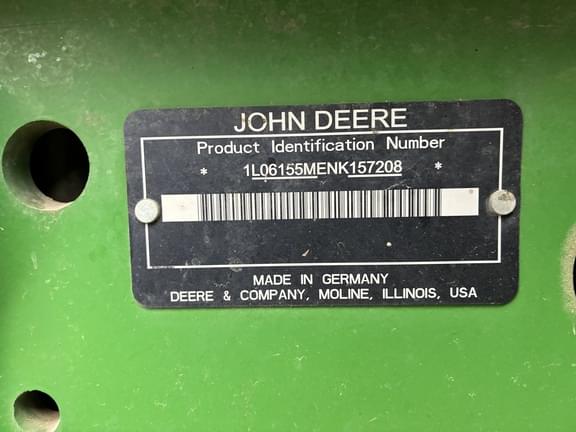 JOHN DEERE
Product Identification Number
* 1L06155MENK157208 *
MADE IN GERMANY
DEERE & COMPANY, MOLINE, ILLINOIS, USA